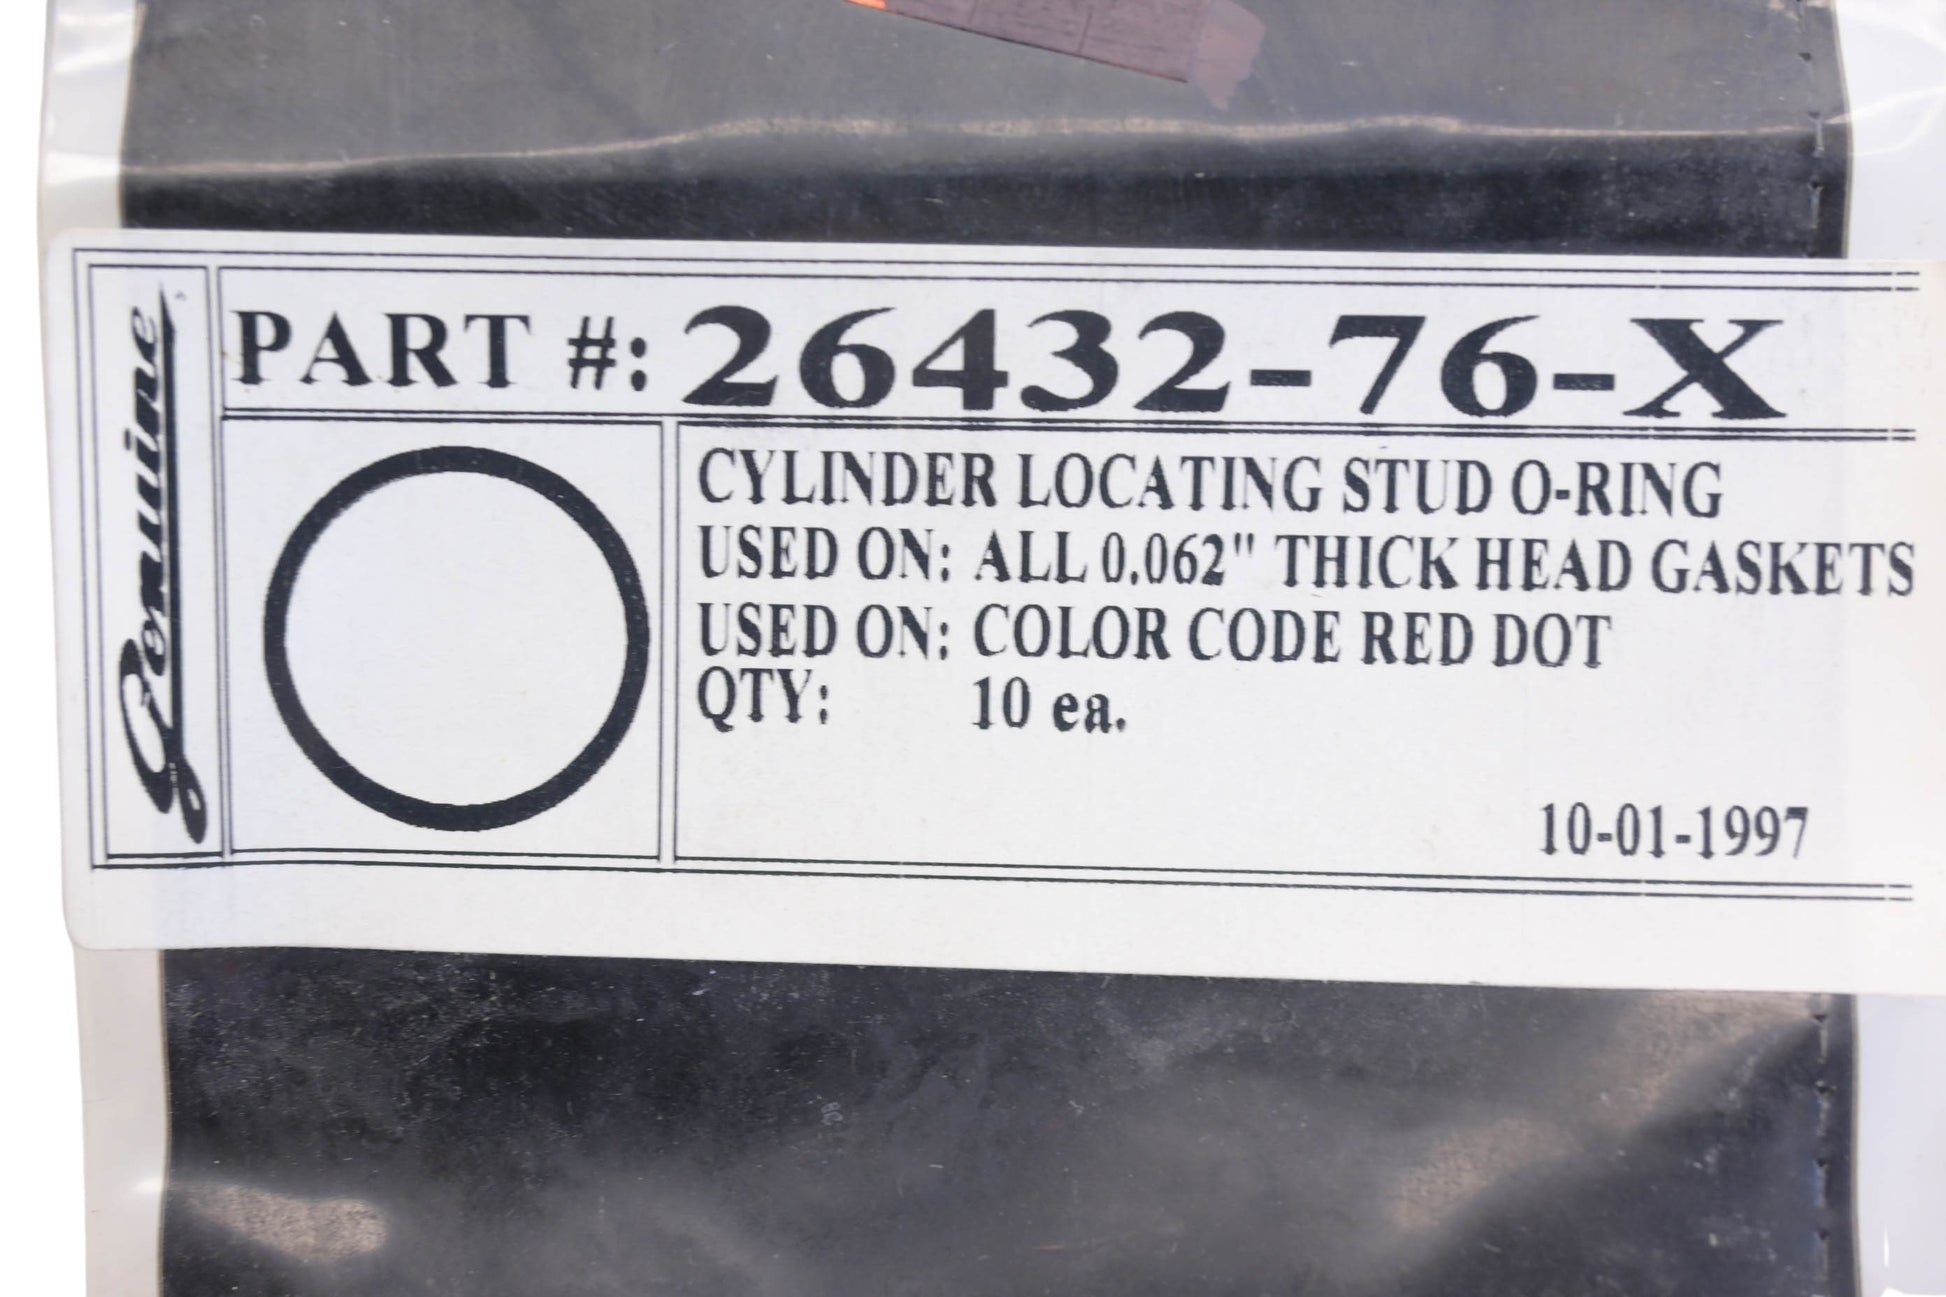 Genuine
PART #: 26432-76-X
CYLINDER LOCATING STUD O-RING
USED ON: ALL 0.062" THICK HEAD GASKETS
USED ON: COLOR CODE RED DOT
QTY: 10 ea.
10-01-1997